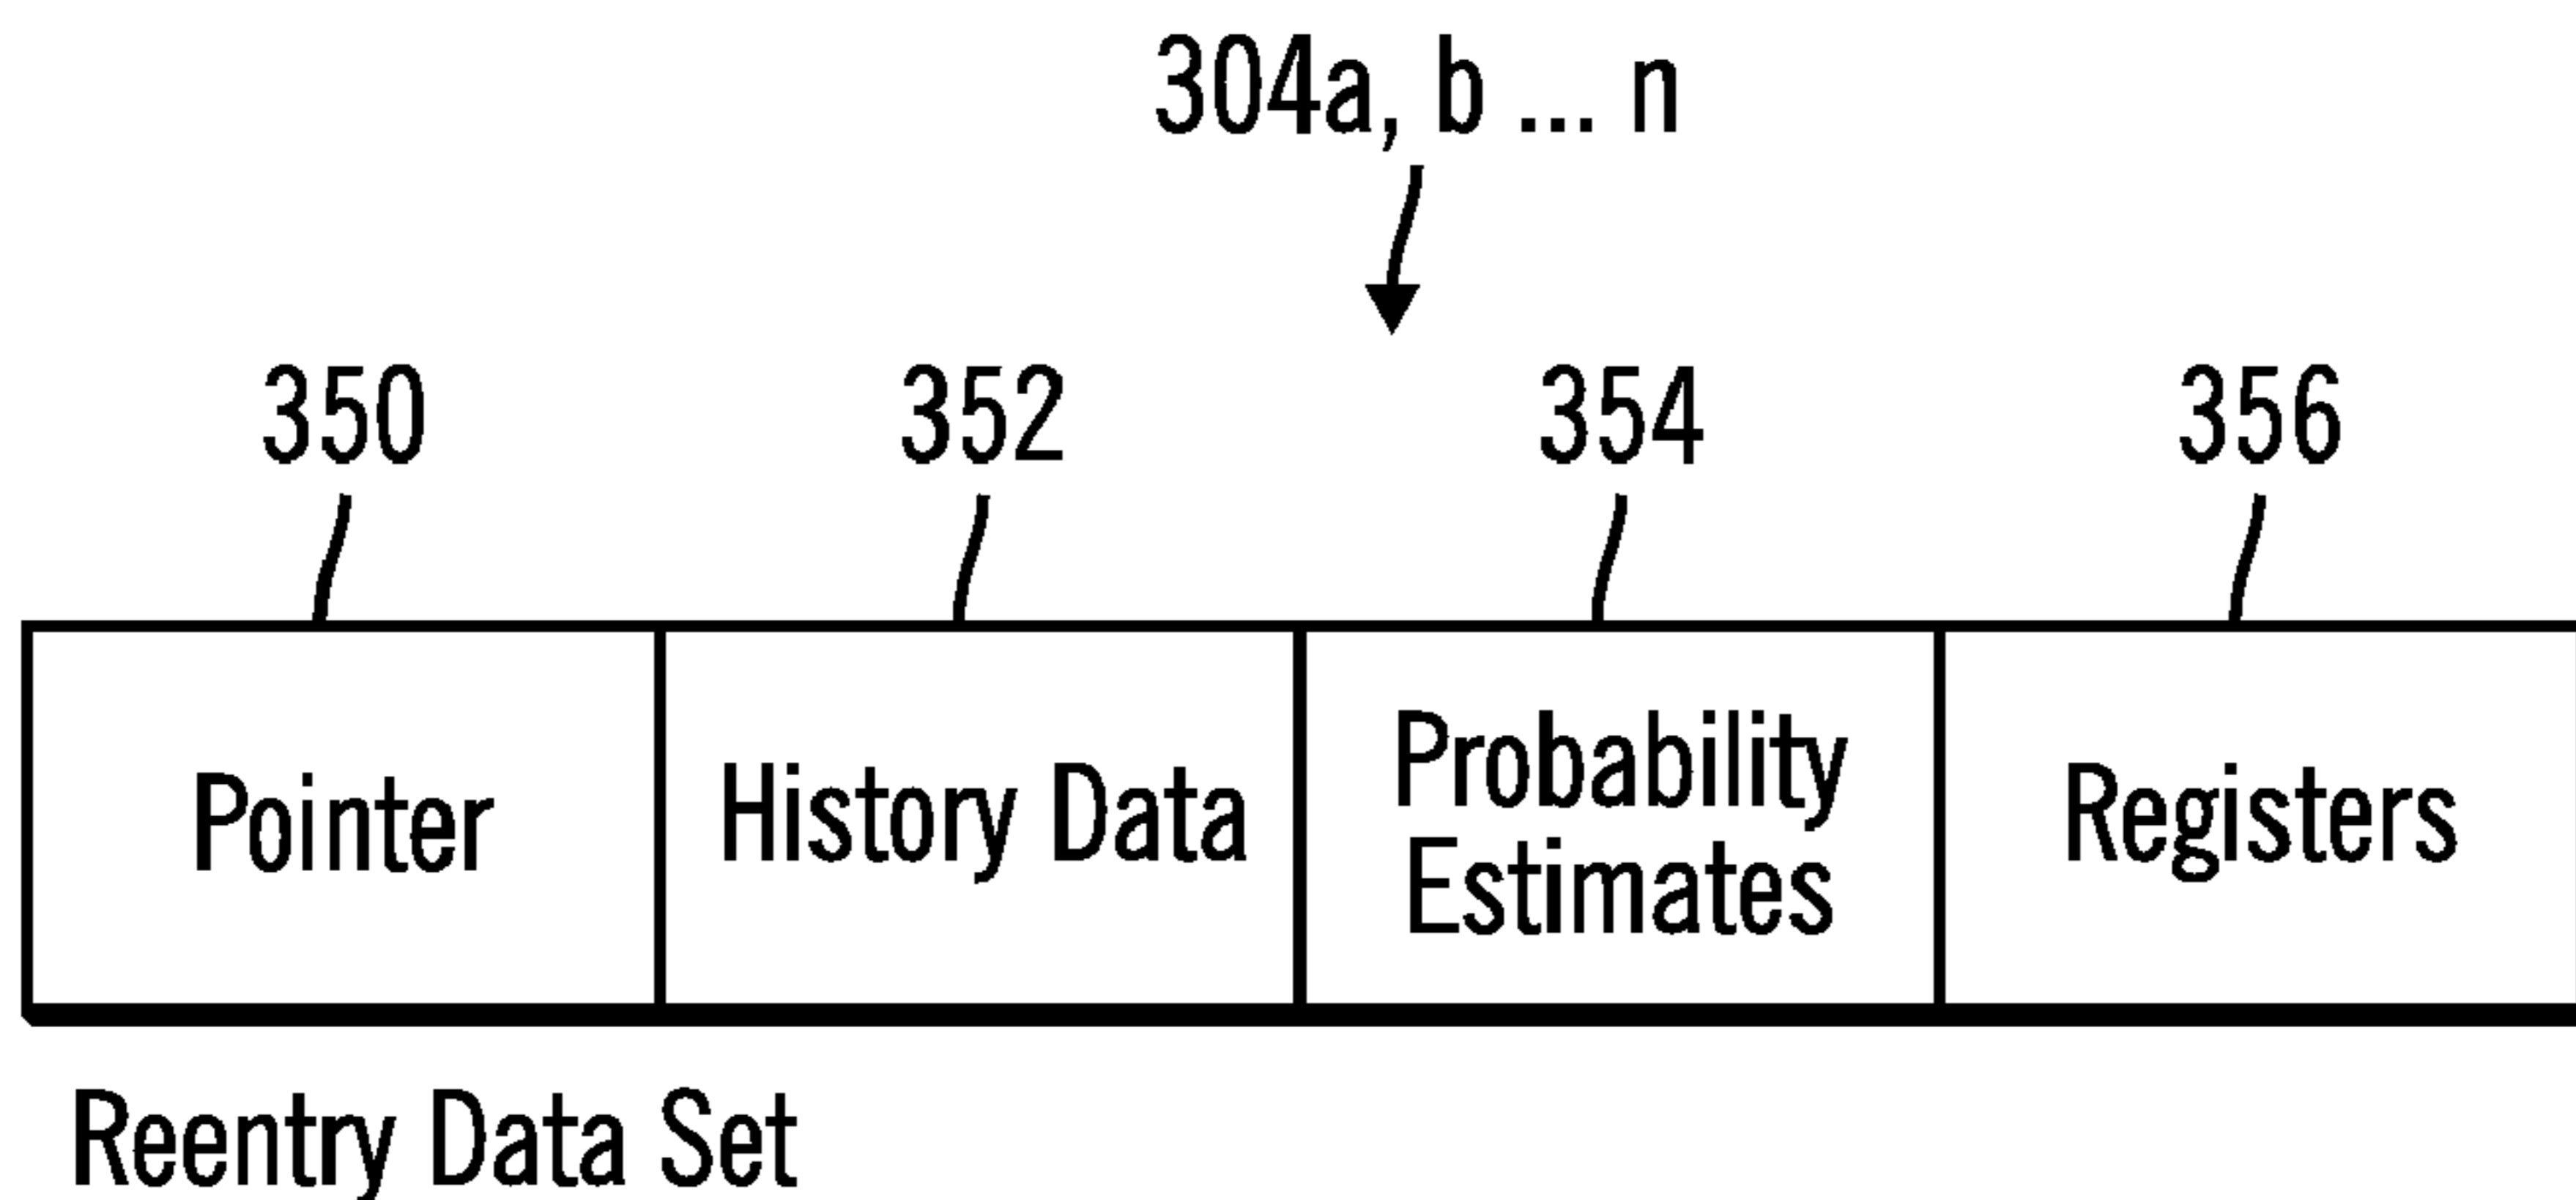 304a, b ... n
350 352 354 356
Pointer
History Data
Probability
Estimates
Registers
Reentry Data Set